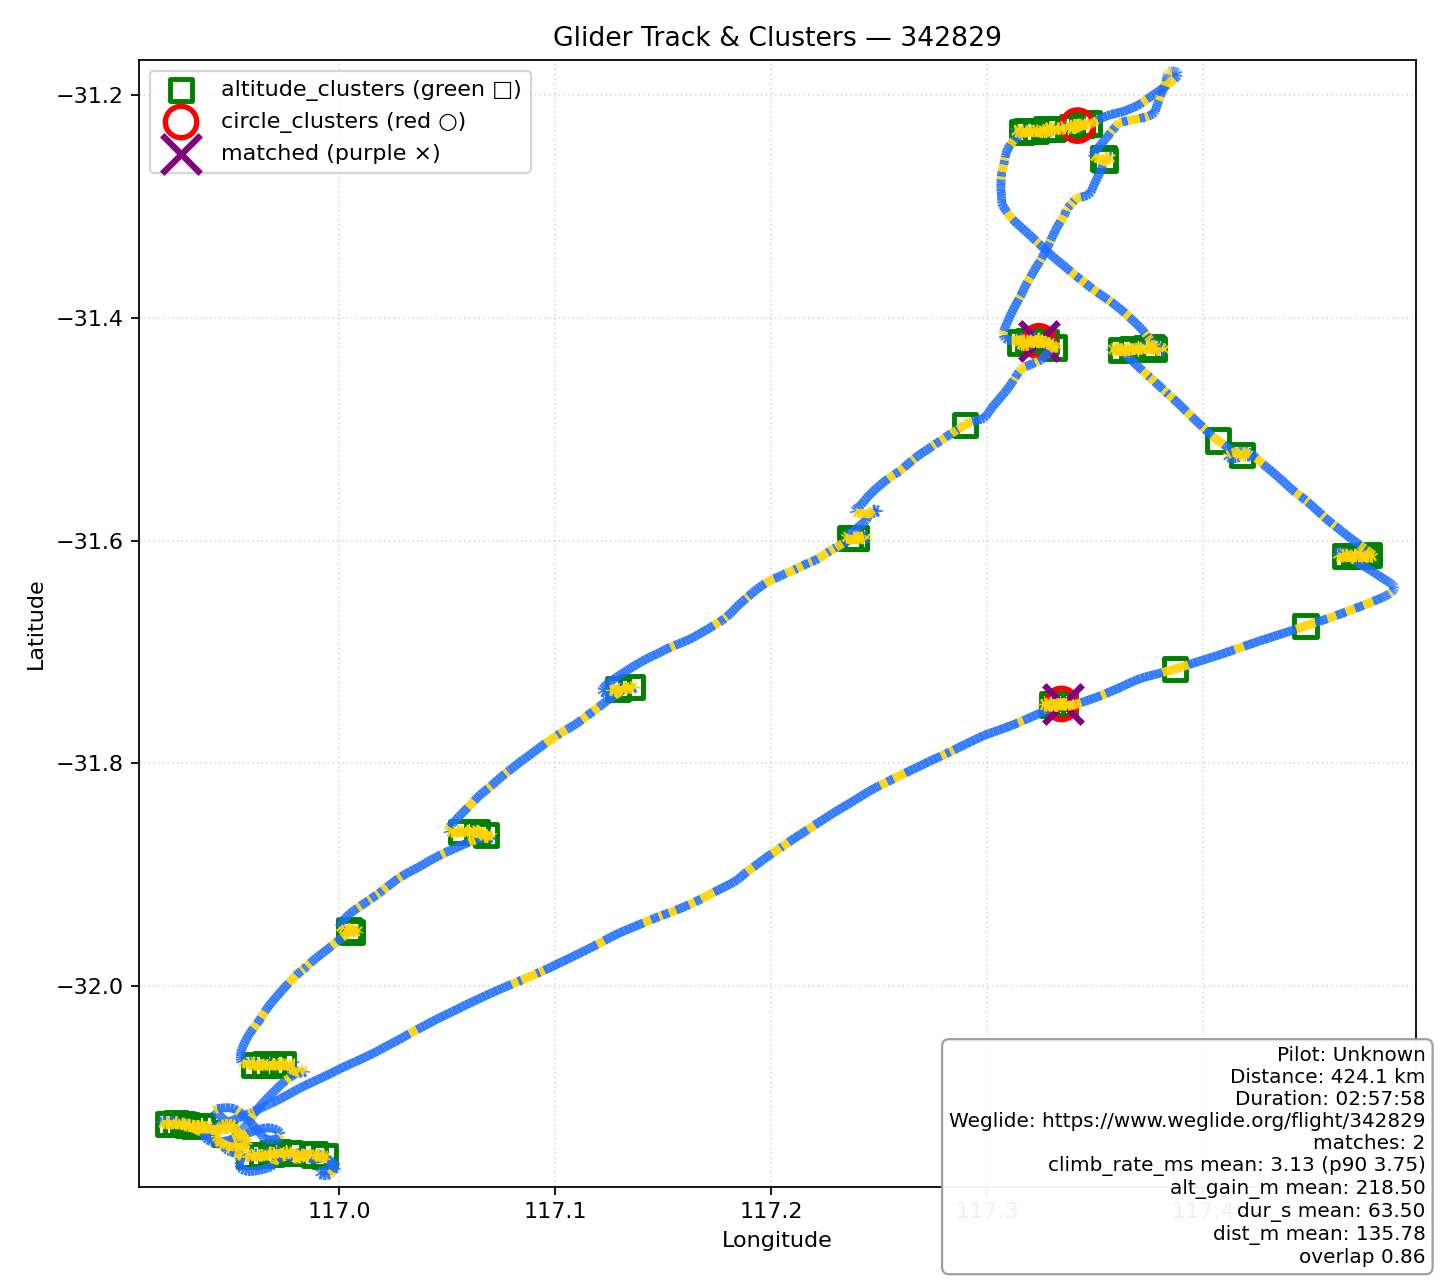 Glider Track & Clusters — 342829
altitude_clusters (green □)
circle_clusters (red ○)
matched (purple ×)
−31.2
−31.4
−31.6
−31.8
−32.0
Latitude
117.0
117.1
117.2
117.3
117.4
Longitude
Pilot: Unknown
Distance: 424.1 km
Duration: 02:57:58
Weglide: https://www.weglide.org/flight/342829
matches: 2
climb_rate_ms mean: 3.13 (p90 3.75)
alt_gain_m mean: 218.50
dur_s mean: 63.50
dist_m mean: 135.78
overlap 0.86